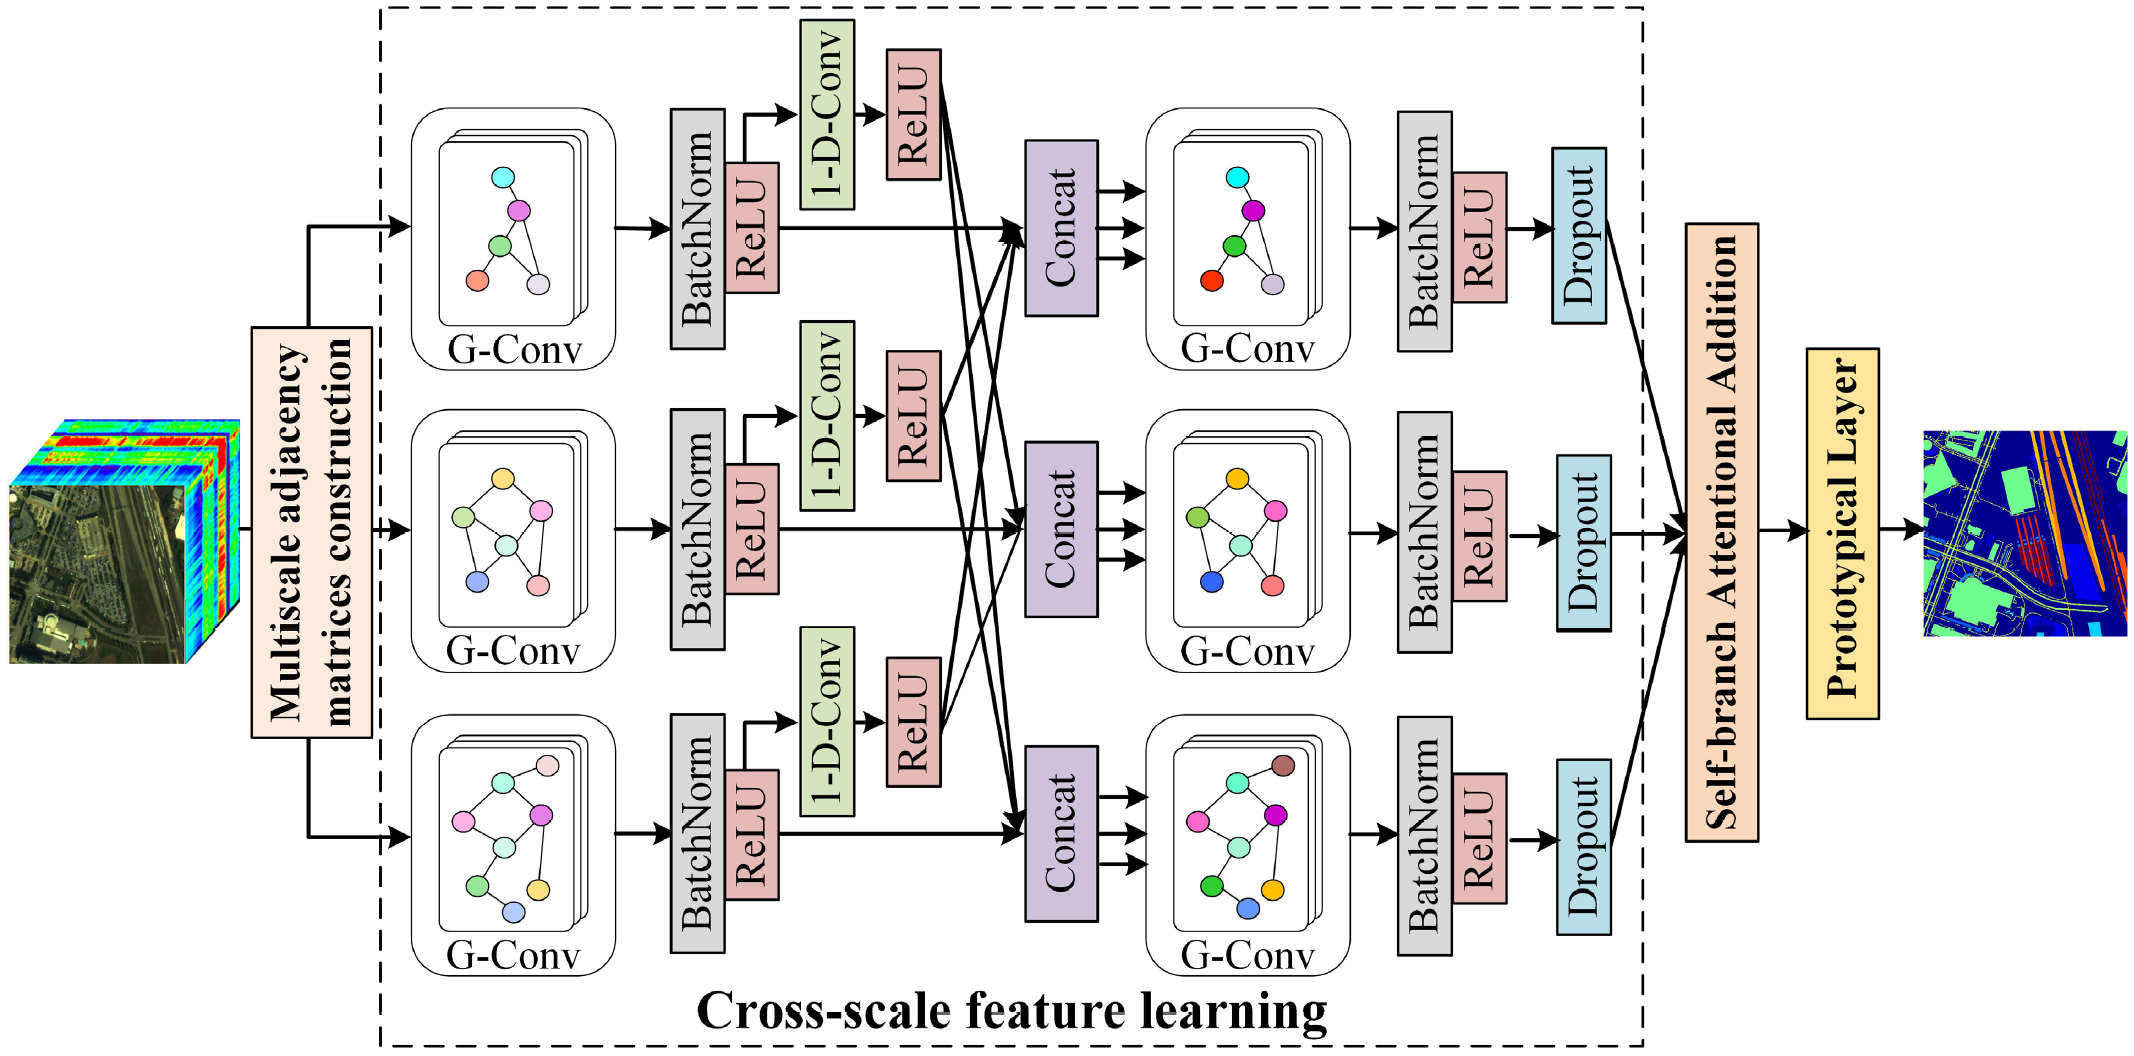 Multiscale adjacency
matrices construction
G-Conv
BatchNorm
ReLU
1-D-Conv
ReLU
Concat
G-Conv
BatchNorm
ReLU
Dropout
G-Conv
BatchNorm
ReLU
1-D-Conv
ReLU
Concat
G-Conv
BatchNorm
ReLU
Dropout
G-Conv
BatchNorm
ReLU
1-D-Conv
ReLU
Concat
G-Conv
BatchNorm
ReLU
Dropout
Self-branch Attentional Addition
Prototypical Layer
Cross-scale feature learning